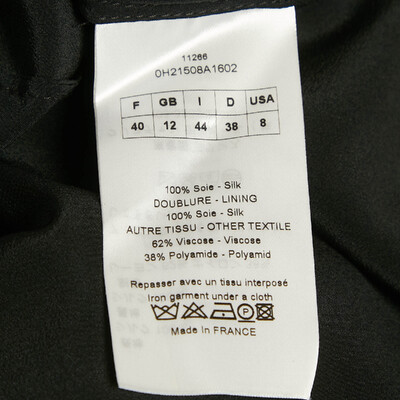 11266
0H21508A1602
F GB I D USA
40 12 44 38 8
100% Soie - Silk
DOUBLURE - LINING
100% Soie - Silk
AUTRE TISSU - OTHER TEXTILE
62% Viscose - Viscose
38% Polyamide - Polyamid
Repasser avec un tissu interposé
Iron garment under a cloth
Made in FRANCE